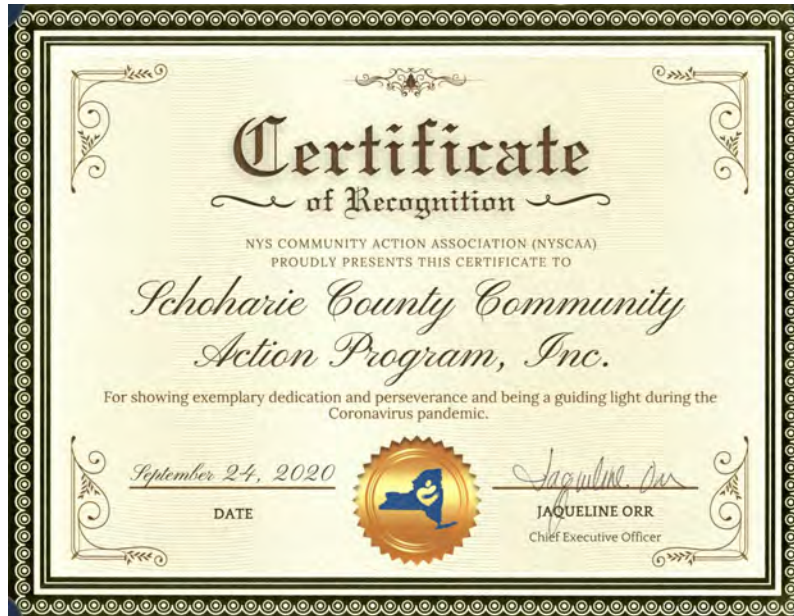 Certificate
of Recognition
NYS COMMUNITY ACTION ASSOCIATION (NYSCAA)
PROUDLY PRESENTS THIS CERTIFICATE TO
Schoharie County Community
Action Program, Inc.
For showing exemplary dedication and perseverance and being a guiding light during the
Coronavirus pandemic.
September 24, 2020
DATE
Jaqueline Orr
JAQUELINE ORR
Chief Executive Officer